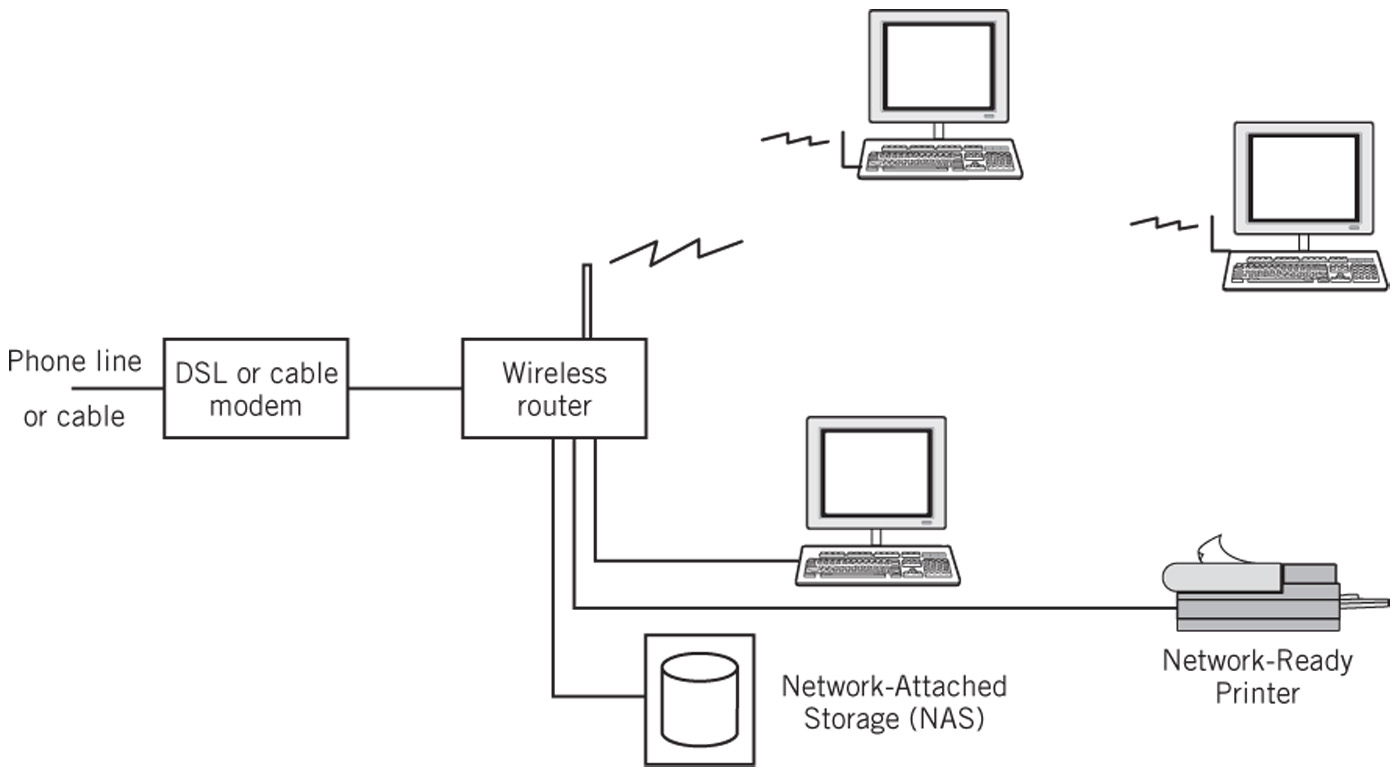 Phone line
or cable
DSL or cable
modem
Wireless
router
Network-Attached
Storage (NAS)
Network-Ready
Printer